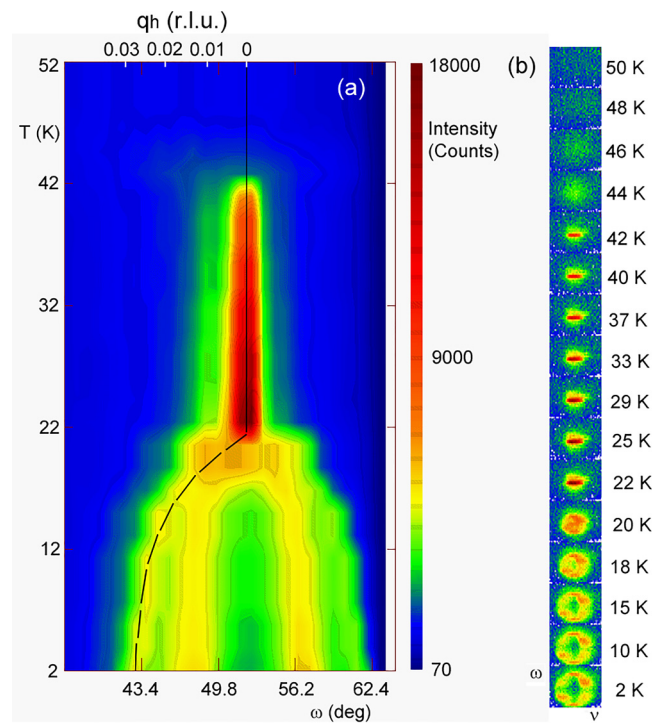 qh (r.l.u.)
0.03 0.02 0.01 0
52
(a)
T (K)
42
32
22
12
2
43.4 49.8 56.2 62.4
ω (deg)
18000
Intensity
(Counts)
9000
70
(b)
50 K
48 K
46 K
44 K
42 K
40 K
37 K
33 K
29 K
25 K
22 K
20 K
18 K
15 K
10 K
2 K
ω
ν